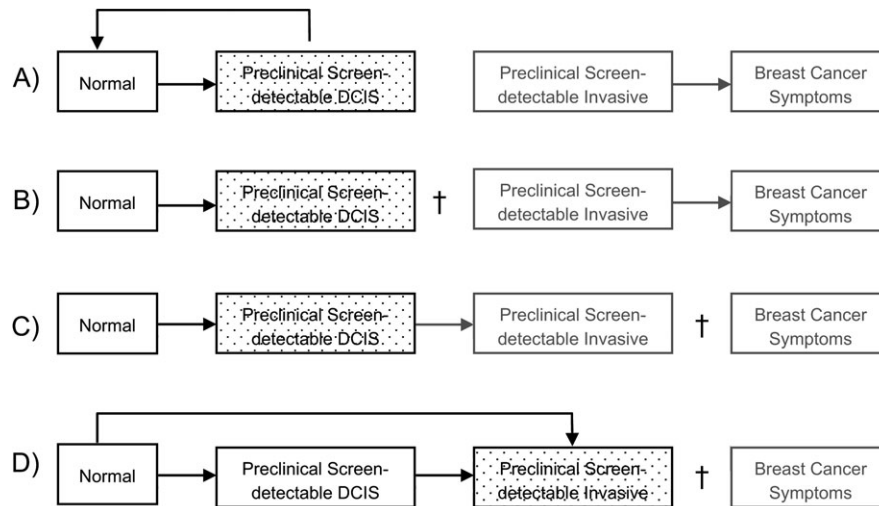 A)
Normal
Preclinical Screen-
detectable DCIS
Preclinical Screen-
detectable Invasive
Breast Cancer
Symptoms
B)
Normal
Preclinical Screen-
detectable DCIS
†
Preclinical Screen-
detectable Invasive
Breast Cancer
Symptoms
C)
Normal
Preclinical Screen-
detectable DCIS
Preclinical Screen-
detectable Invasive
†
Breast Cancer
Symptoms
D)
Normal
Preclinical Screen-
detectable DCIS
Preclinical Screen-
detectable Invasive
†
Breast Cancer
Symptoms